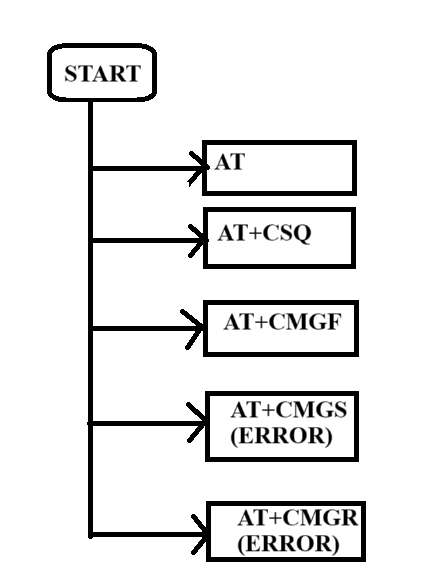 START
AT
AT+CSQ
AT+CMGF
AT+CMGS
(ERROR)
AT+CMGR
(ERROR)